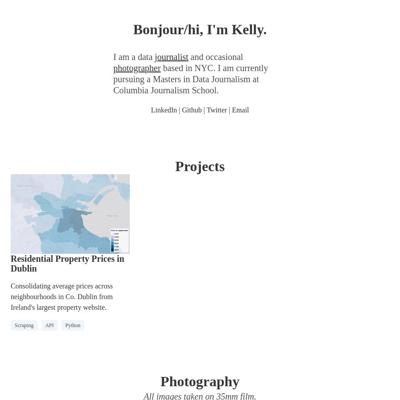 Bonjour/hi, I'm Kelly.
I am a data journalist and occasional
photographer based in NYC. I am currently
pursuing a Masters in Data Journalism at
Columbia Journalism School.
LinkedIn | Github | Twitter | Email
Projects
Residential Property Prices in
Dublin
Consolidating average prices across
neighbourhoods in Co. Dublin from
Ireland's largest property website.
Scraping API Python
Photography
All images taken on 35mm film.